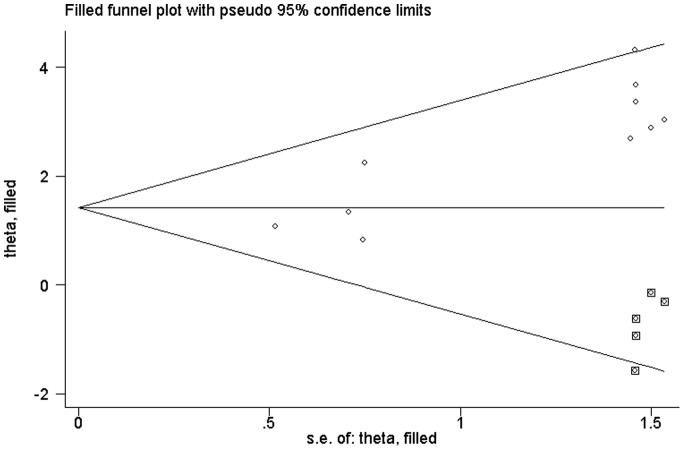 Filled funnel plot with pseudo 95% confidence limits
theta, filled
4
2
0
-2
0
.5
1
1.5
s.e. of: theta, filled